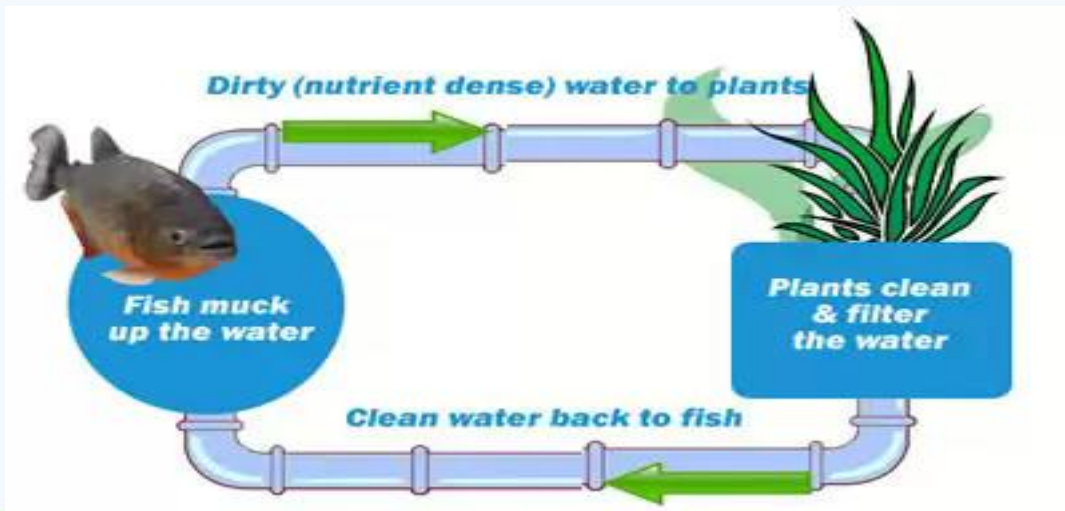 Dirty (nutrient dense) water to plants
Fish muck
up the water
Plants clean
& filter
the water
Clean water back to fish